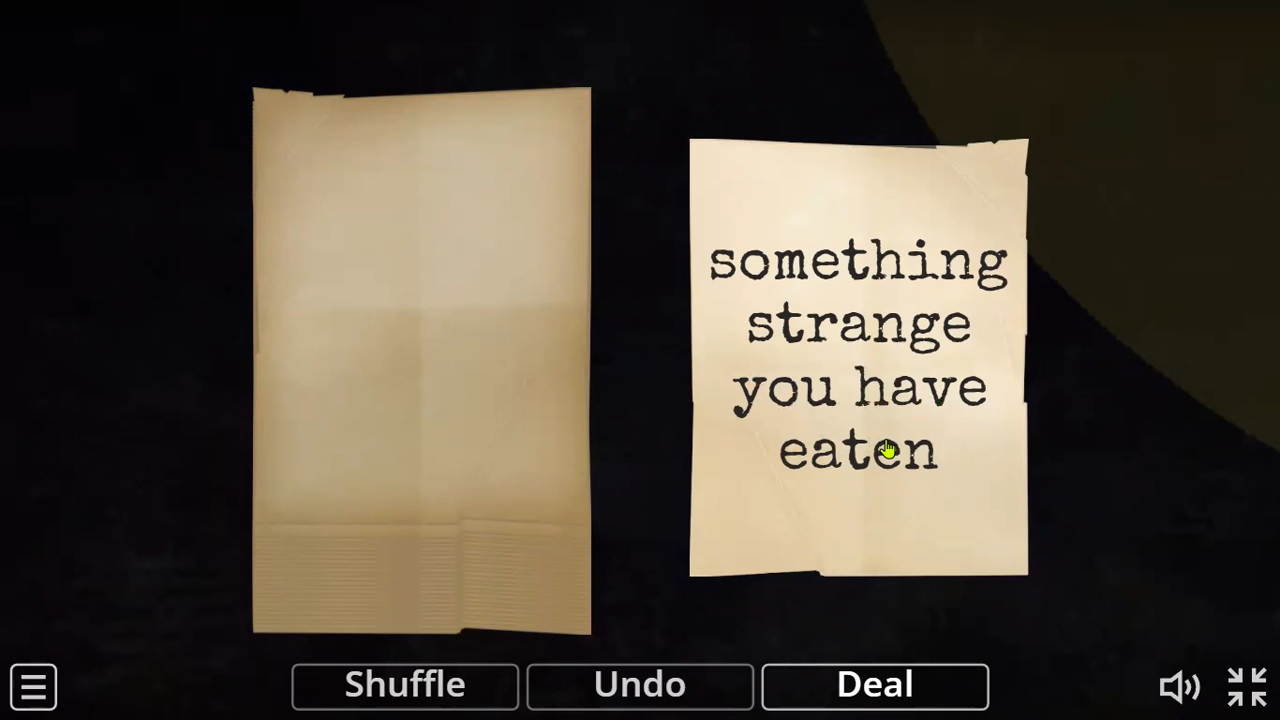 something
strange
you have
eaten
Shuffle
Undo
Deal